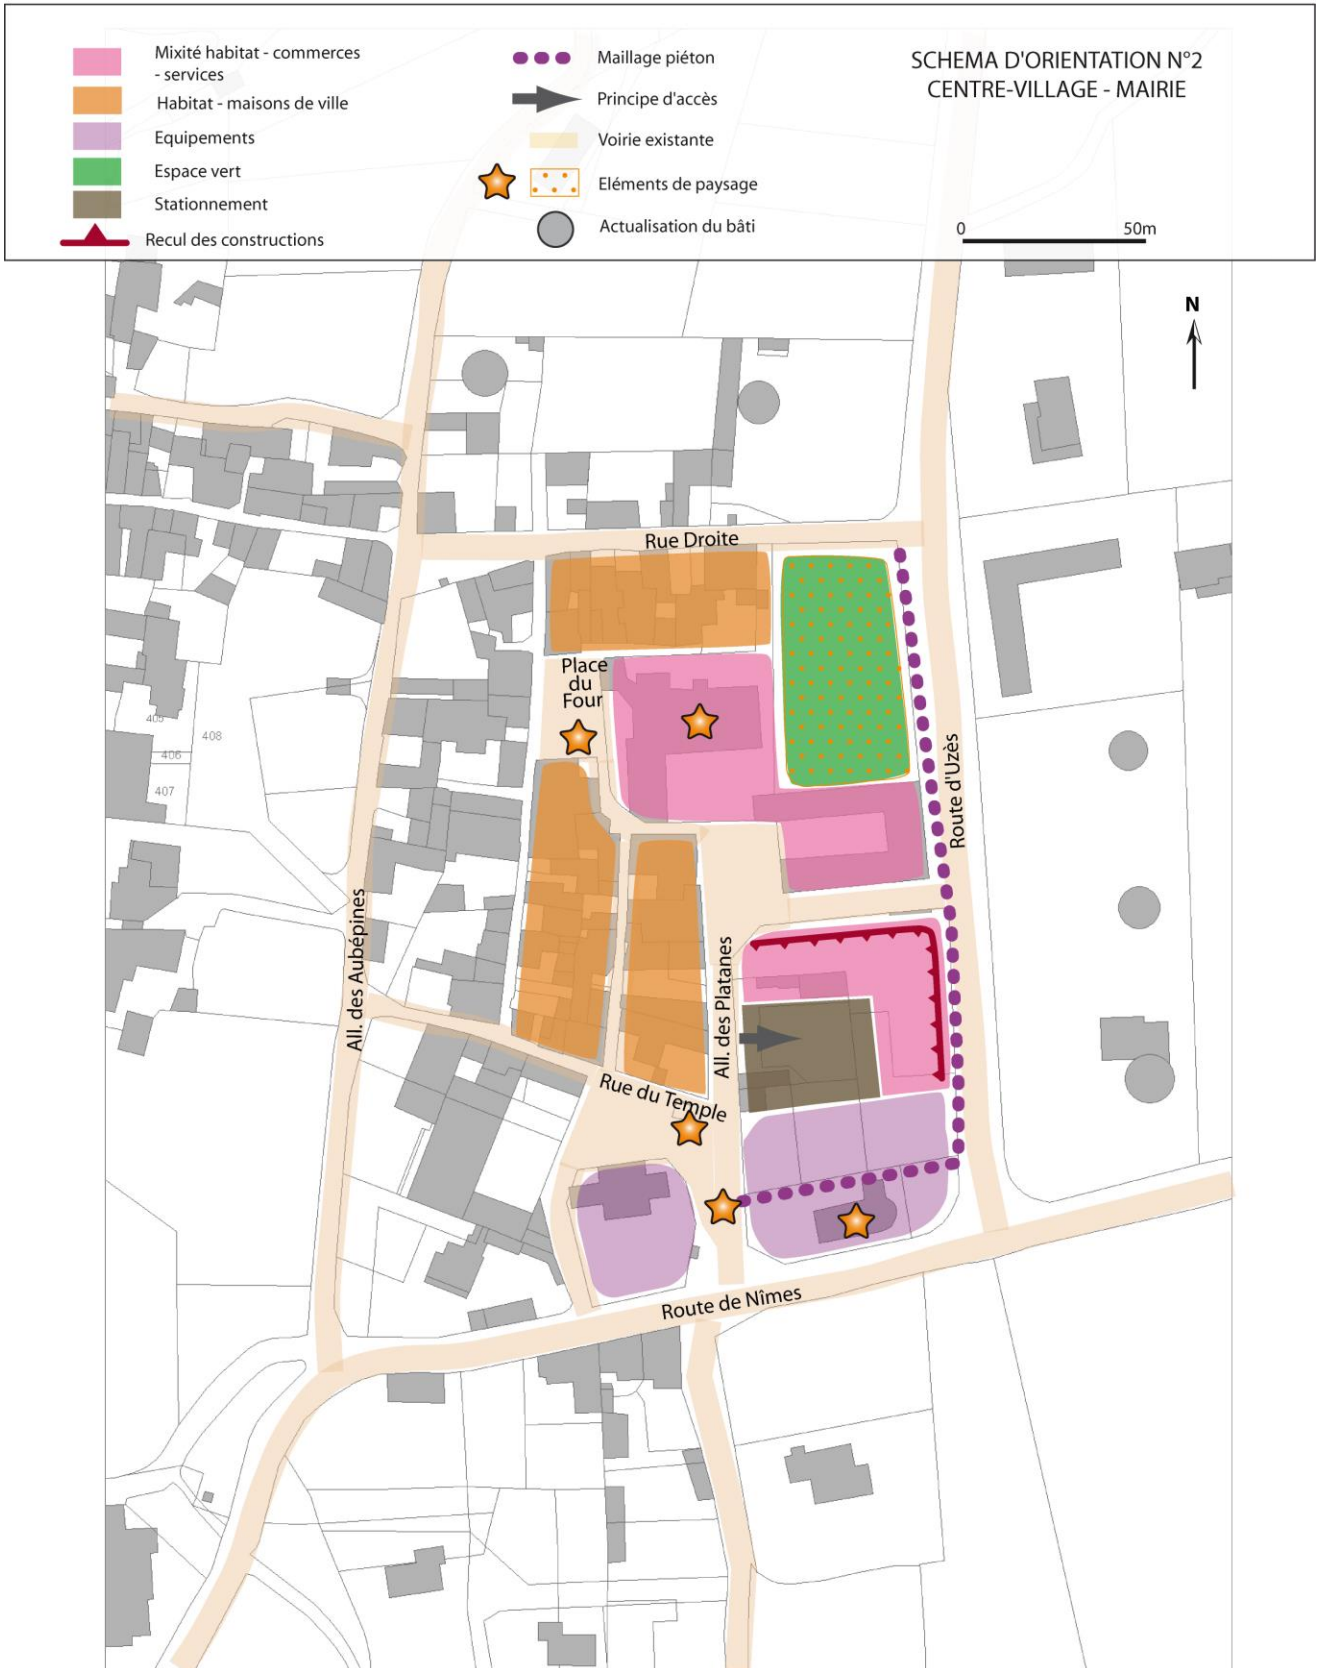 Mixité habitat - commerces
- services
Habitat - maisons de ville
Equipements
Espace vert
Stationnement
Recul des constructions
Maillage piéton
Principe d'accès
Voirie existante
Eléments de paysage
Actualisation du bâti
SCHEMA D'ORIENTATION N°2
CENTRE-VILLAGE - MAIRIE
0 50m
N
Rue Droite
Place
du
Four
405
408
406
407
Route d'Uzès
All. des Aubépines
All. des Platanes
Rue du Temple
Route de Nîmes